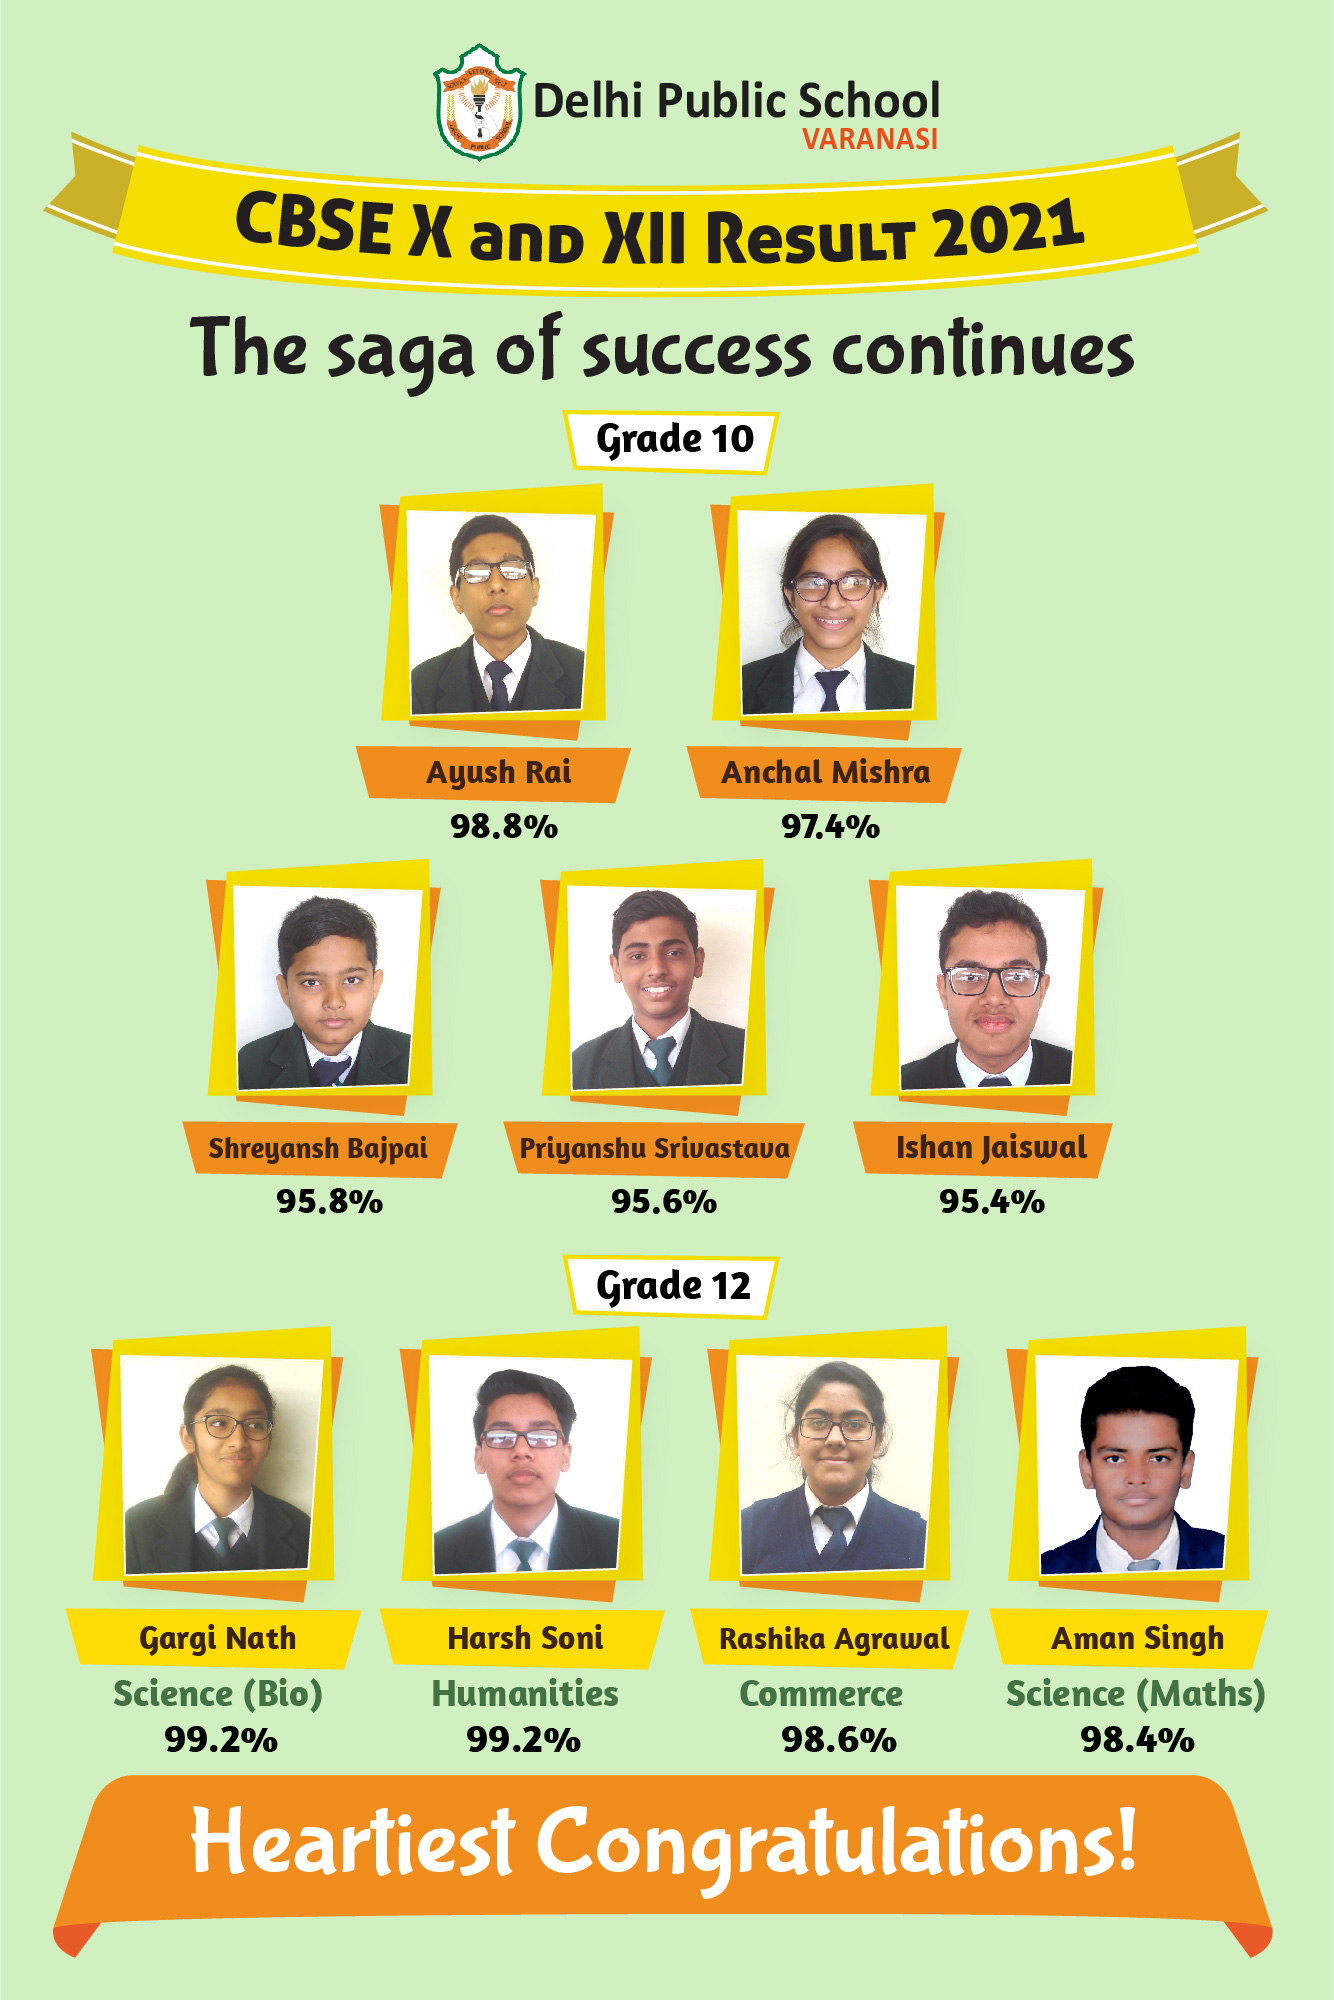 Delhi Public School
VARANASI
CBSE X and XII Result 2021
The saga of success continues
Grade 10
Ayush Rai
98.8%
Anchal Mishra
97.4%
Shreyansh Bajpai
95.8%
Priyanshu Srivastava
95.6%
Ishan Jaiswal
95.4%
Grade 12
Gargi Nath
Science (Bio)
99.2%
Harsh Soni
Humanities
99.2%
Rashika Agrawal
Commerce
98.6%
Aman Singh
Science (Maths)
98.4%
Heartiest Congratulations!